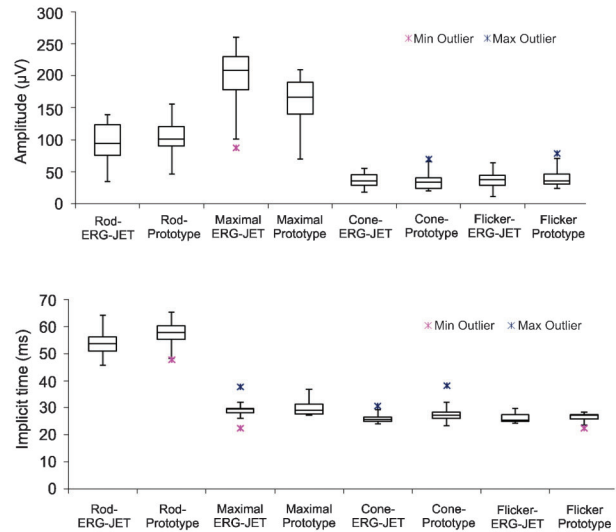 300
250
200
150
100
50
0
Amplitude (µV)
Min Outlier Max Outlier
Rod- Rod- Maximal Maximal Cone- Cone- Flicker- Flicker
ERG-JET Prototype ERG-JET Prototype ERG-JET Prototype ERG-JET Prototype
70
60
50
40
30
20
10
0
Implicit time (ms)
Min Outlier Max Outlier
Rod- Rod- Maximal Maximal Cone- Cone- Flicker- Flicker
ERG-JET Prototype ERG-JET Prototype ERG-JET Prototype ERG-JET Prototype